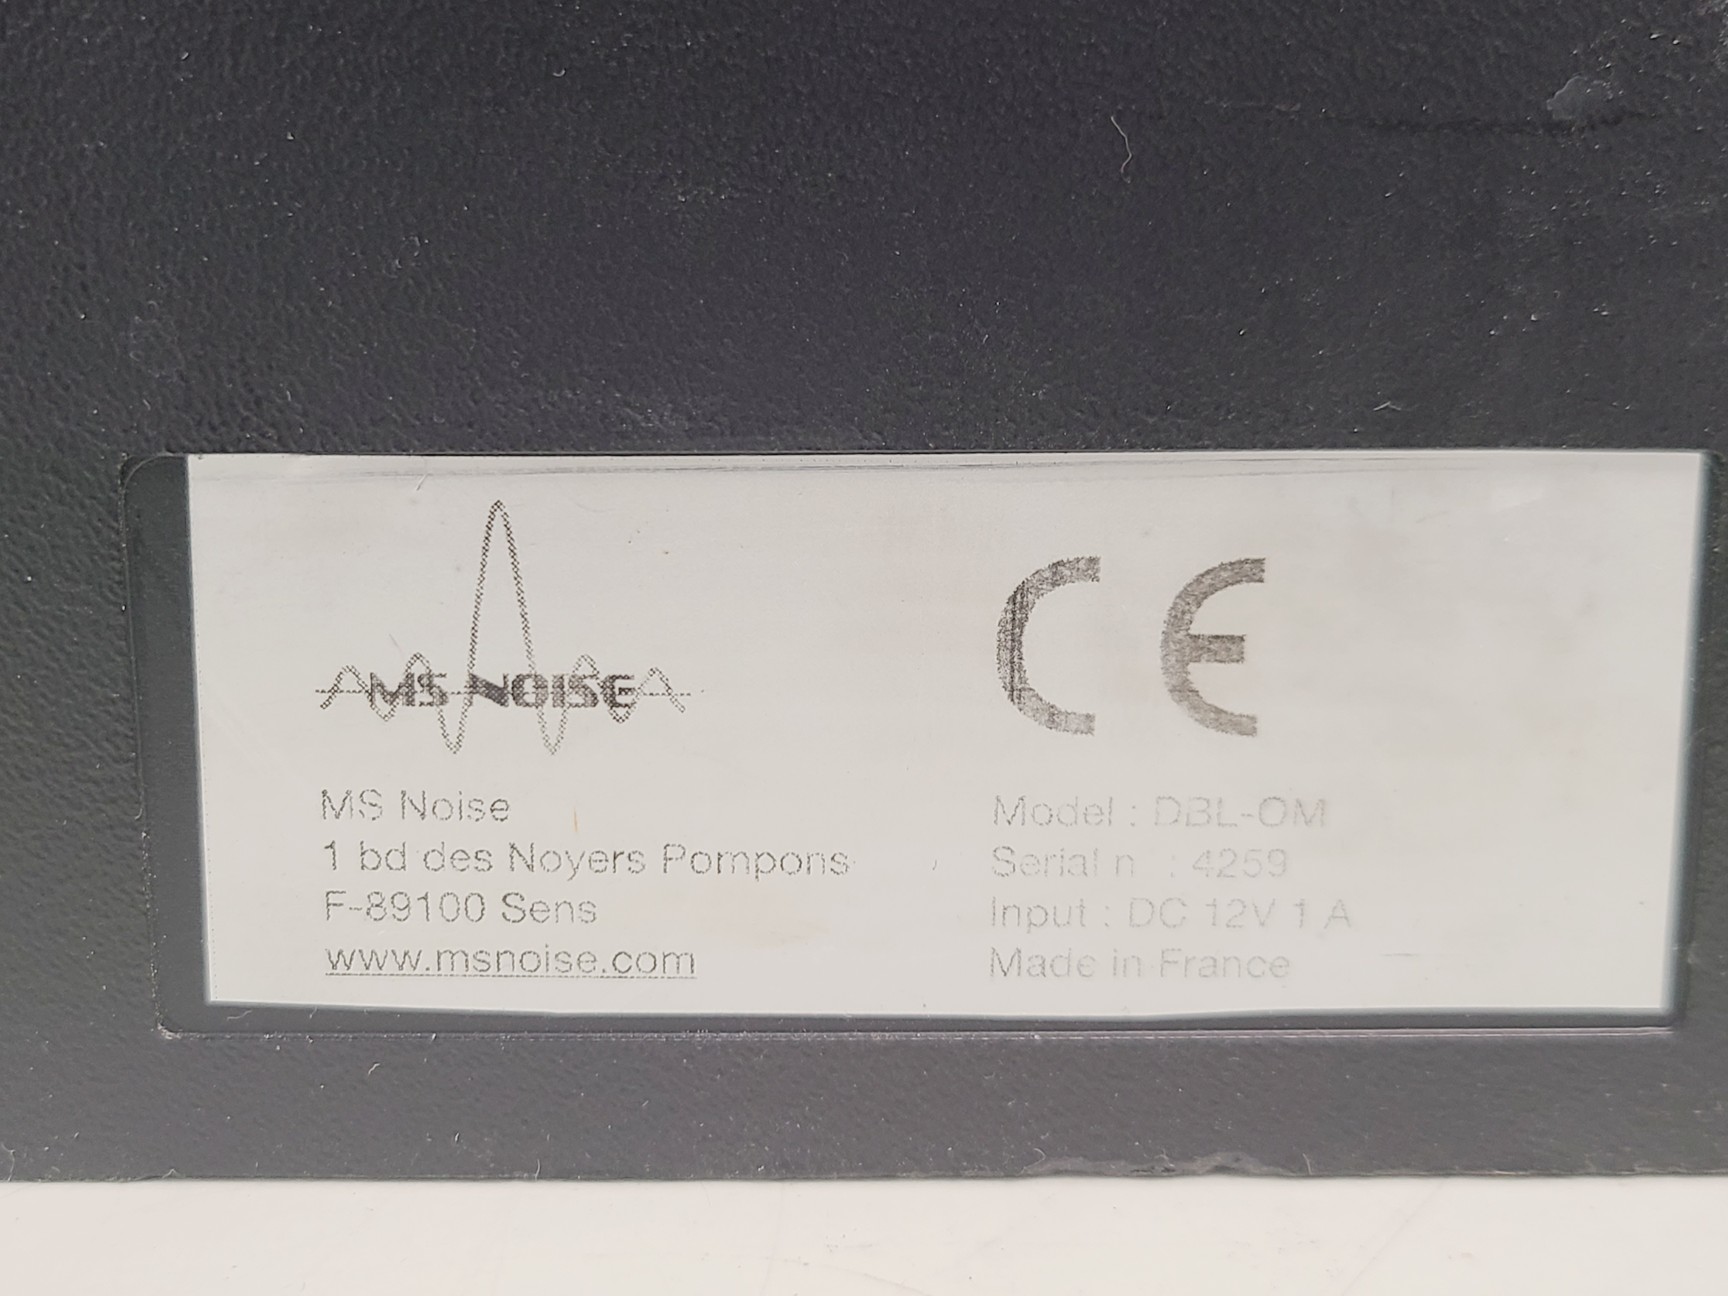 MS NOISE
CE
MS Noise
1 bd des Noyers Pompons
F-89100 Sens
www.msnoise.com
Model : DBL-OM
Serial n : 4259
Input : DC 12V 1 A
Made in France